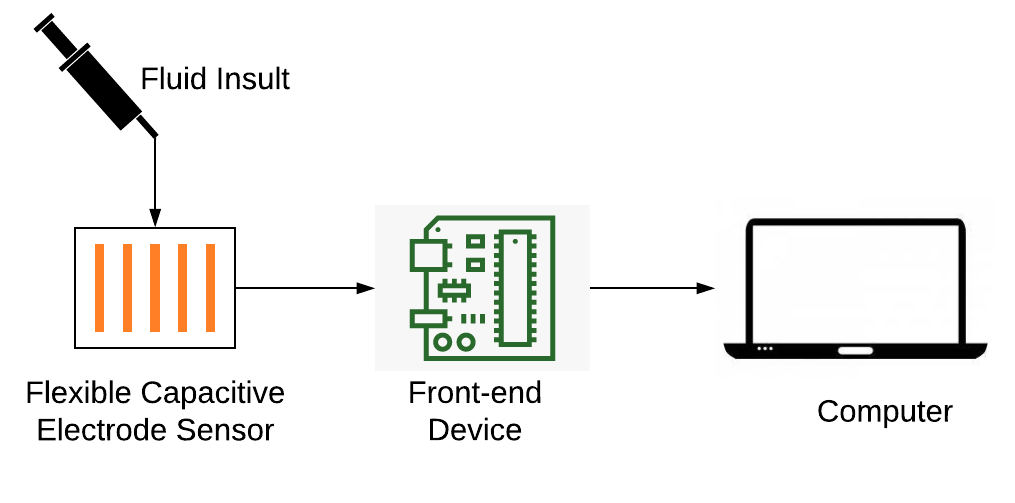 Fluid Insult
Flexible Capacitive
Electrode Sensor
Front-end
Device
Computer